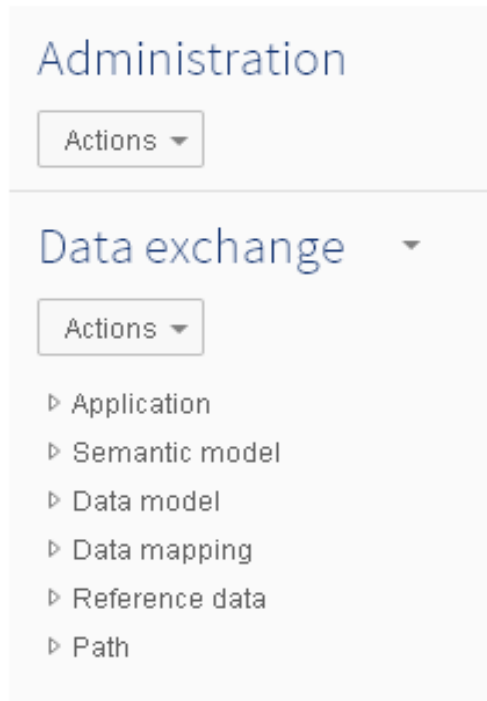 Administration
Actions
Data exchange
Actions
Application
Semantic model
Data model
Data mapping
Reference data
Path